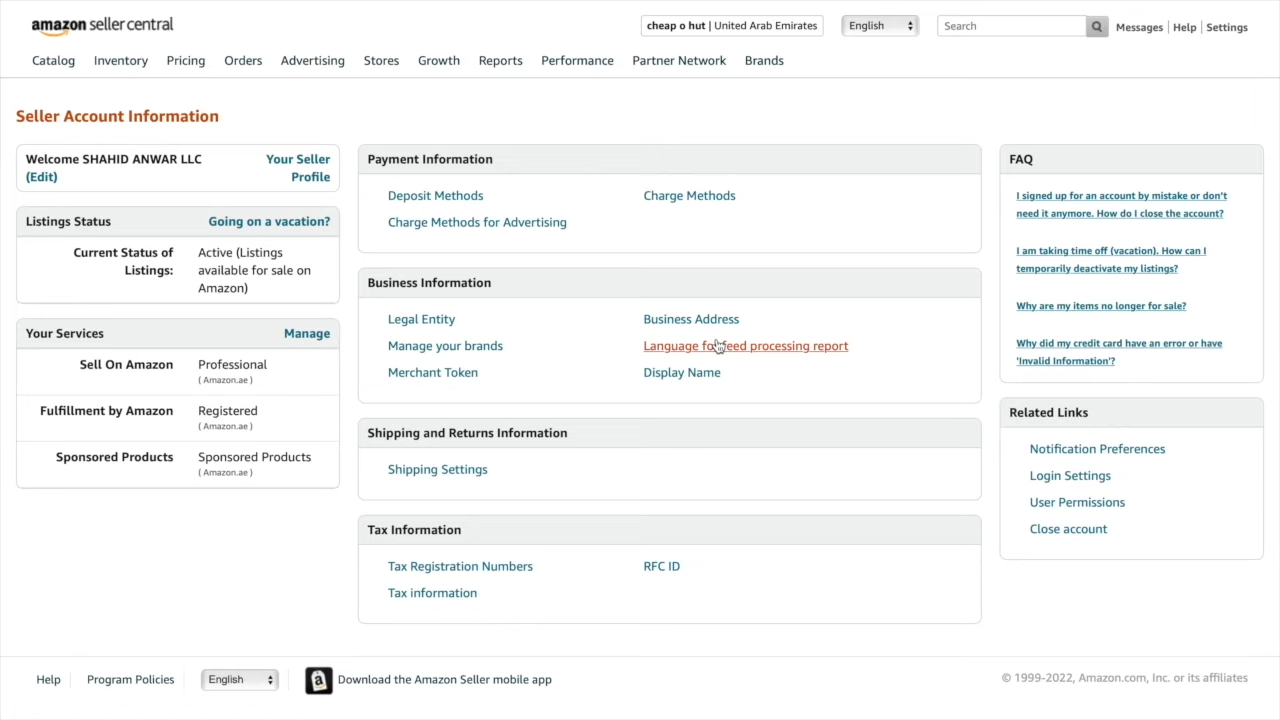 amazon seller central
cheap o hut | United Arab Emirates
English
Search
Messages
Help
Settings
Catalog
Inventory
Pricing
Orders
Advertising
Stores
Growth
Reports
Performance
Partner Network
Brands
Seller Account Information
Welcome SHAHID ANWAR LLC
(Edit)
Your Seller
Profile
Listings Status
Going on a vacation?
Current Status of
Listings:
Active (Listings
available for sale on
Amazon)
Your Services
Manage
Sell On Amazon
Professional
( Amazon.ae )
Fulfillment by Amazon
Registered
( Amazon.ae )
Sponsored Products
Sponsored Products
( Amazon.ae )
Payment Information
Deposit Methods
Charge Methods
Charge Methods for Advertising
Business Information
Legal Entity
Business Address
Manage your brands
Language for feed processing report
Merchant Token
Display Name
Shipping and Returns Information
Shipping Settings
Tax Information
Tax Registration Numbers
RFC ID
Tax information
FAQ
I signed up for an account by mistake or don't
need it anymore. How do I close the account?
I am taking time off (vacation). How can I
temporarily deactivate my listings?
Why are my items no longer for sale?
Why did my credit card have an error or have
'Invalid Information'?
Related Links
Notification Preferences
Login Settings
User Permissions
Close account
Help
Program Policies
English
Download the Amazon Seller mobile app
© 1999-2022, Amazon.com, Inc. or its affiliates